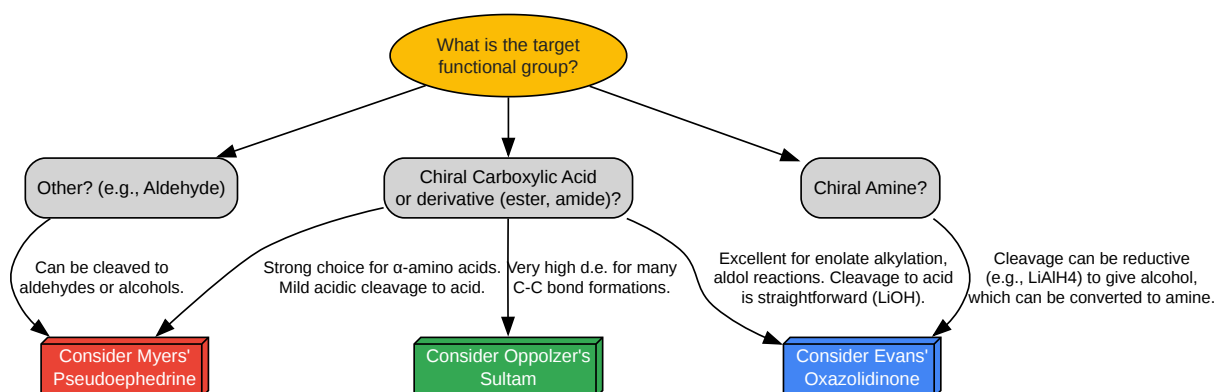 What is the target
functional group?
Other? (e.g., Aldehyde)
Chiral Carboxylic Acid
or derivative (ester, amide)?
Chiral Amine?
Can be cleaved to
aldehydes or alcohols.
Strong choice for α-amino acids.
Mild acidic cleavage to acid.
Very high d.e. for many
C-C bond formations.
Excellent for enolate alkylation,
aldol reactions. Cleavage to acid
is straightforward (LiOH).
Cleavage can be reductive
(e.g., LiAlH4) to give alcohol,
which can be converted to amine.
Consider Myers'
Pseudoephedrine
Consider Oppolzer's
Sultam
Consider Evans'
Oxazolidinone